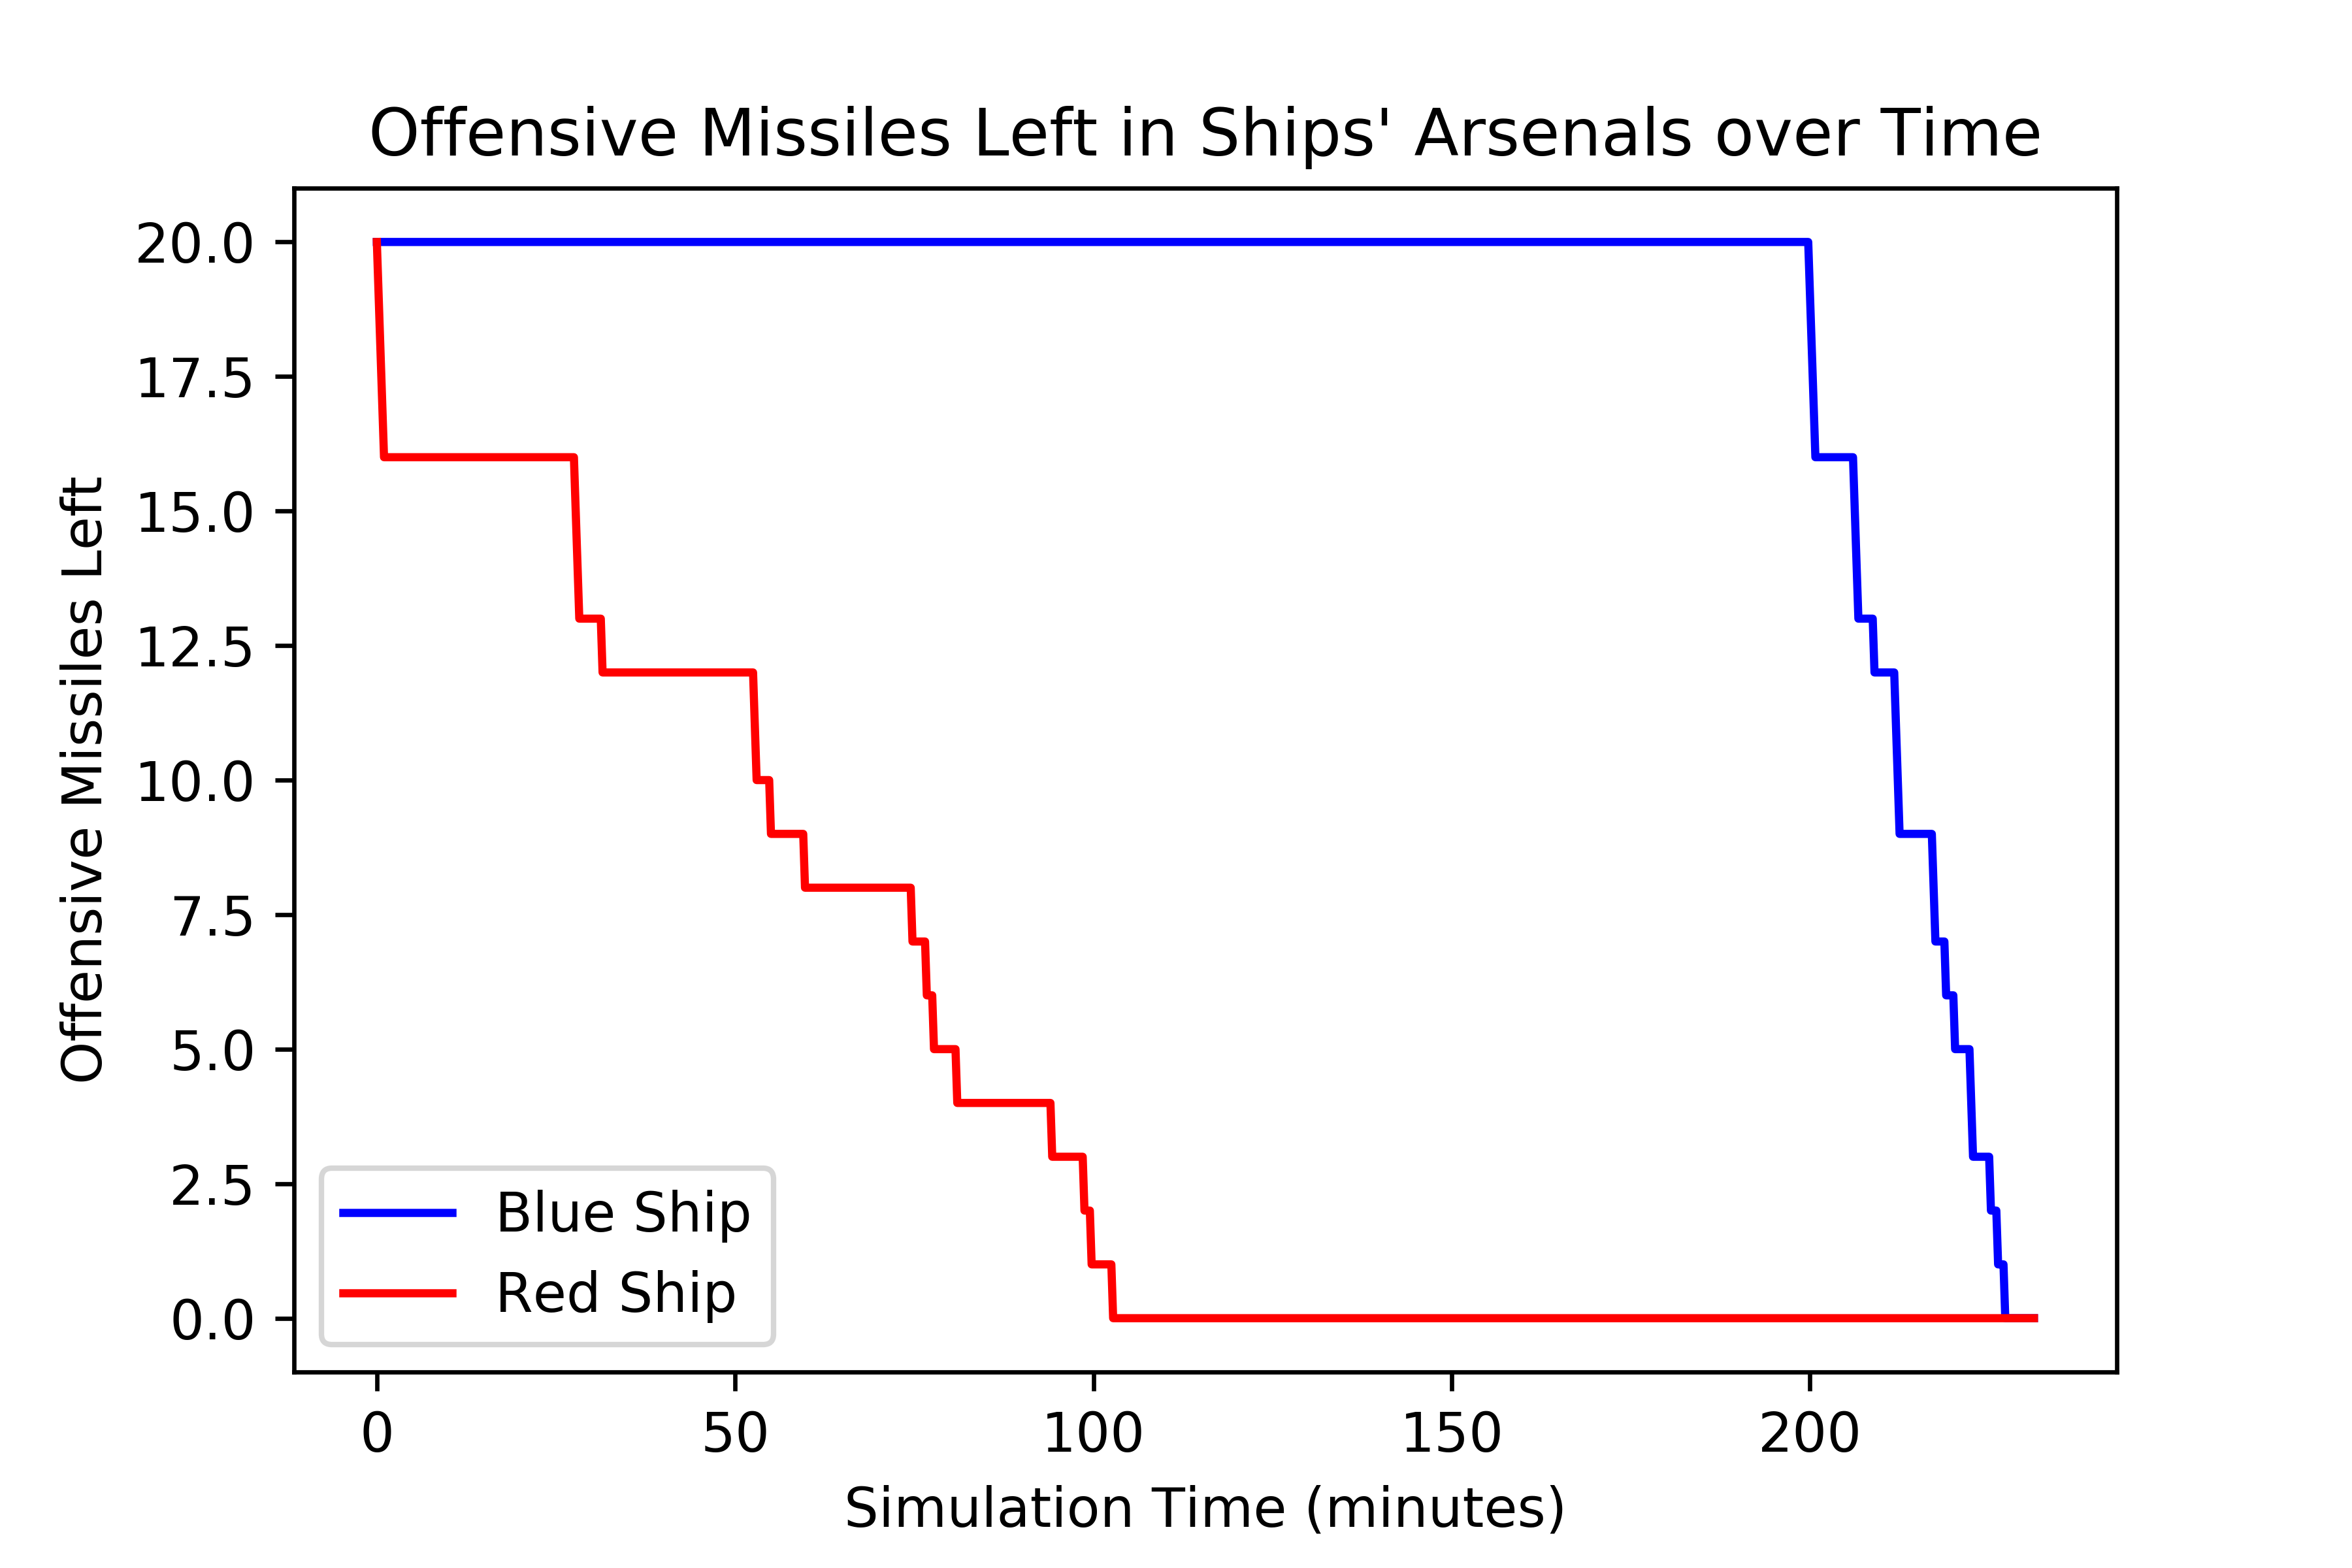 Offensive Missiles Left in Ships' Arsenals over Time
20.0
17.5
15.0
12.5
10.0
7.5
5.0
2.5
0.0
Offensive Missiles Left
Blue Ship
Red Ship
0 50 100 150 200
Simulation Time (minutes)